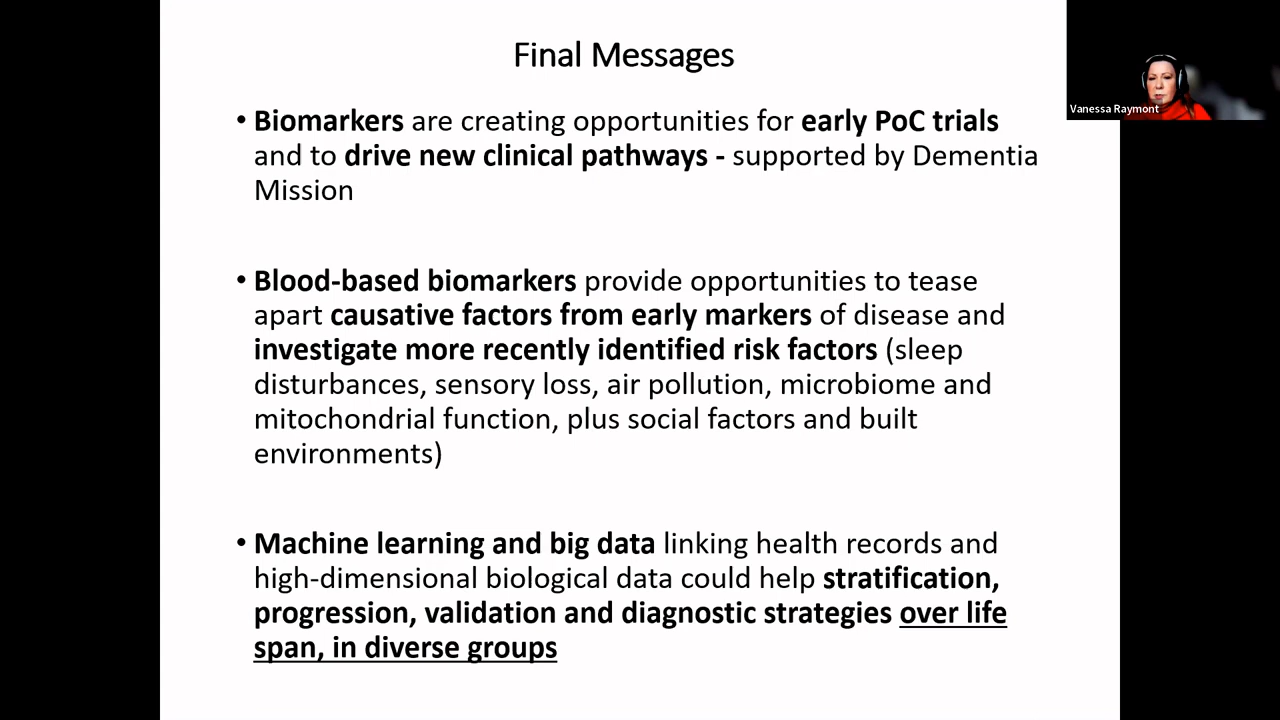 Final Messages
Vanessa Raymont
• Biomarkers are creating opportunities for early PoC trials
and to drive new clinical pathways - supported by Dementia
Mission
• Blood-based biomarkers provide opportunities to tease
apart causative factors from early markers of disease and
investigate more recently identified risk factors (sleep
disturbances, sensory loss, air pollution, microbiome and
mitochondrial function, plus social factors and built
environments)
• Machine learning and big data linking health records and
high-dimensional biological data could help stratification,
progression, validation and diagnostic strategies over life
span, in diverse groups